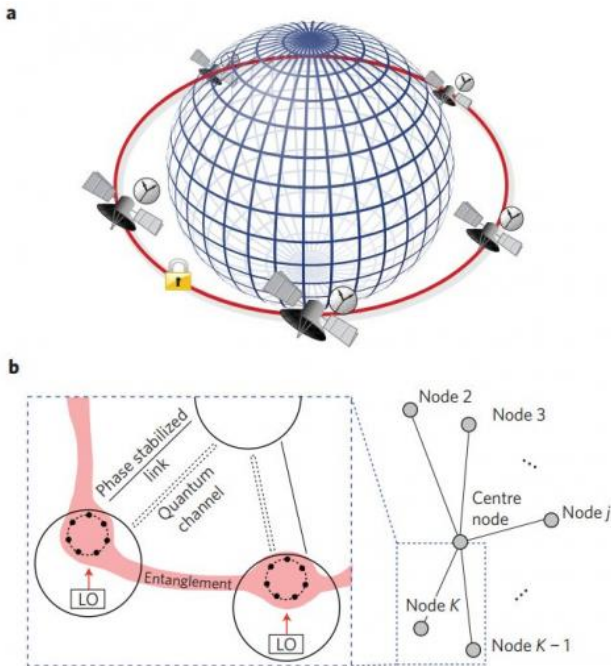 a
b
Phase stabilized
link
Quantum
channel
Entanglement
LO
LO
Node 2
Node 3
Centre
node
Node j
Node K
Node K − 1